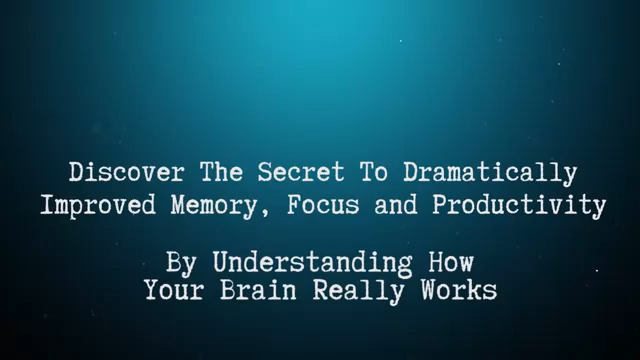 Discover The Secret To Dramatically
Improved Memory, Focus and Productivity
By Understanding How
Your Brain Really Works